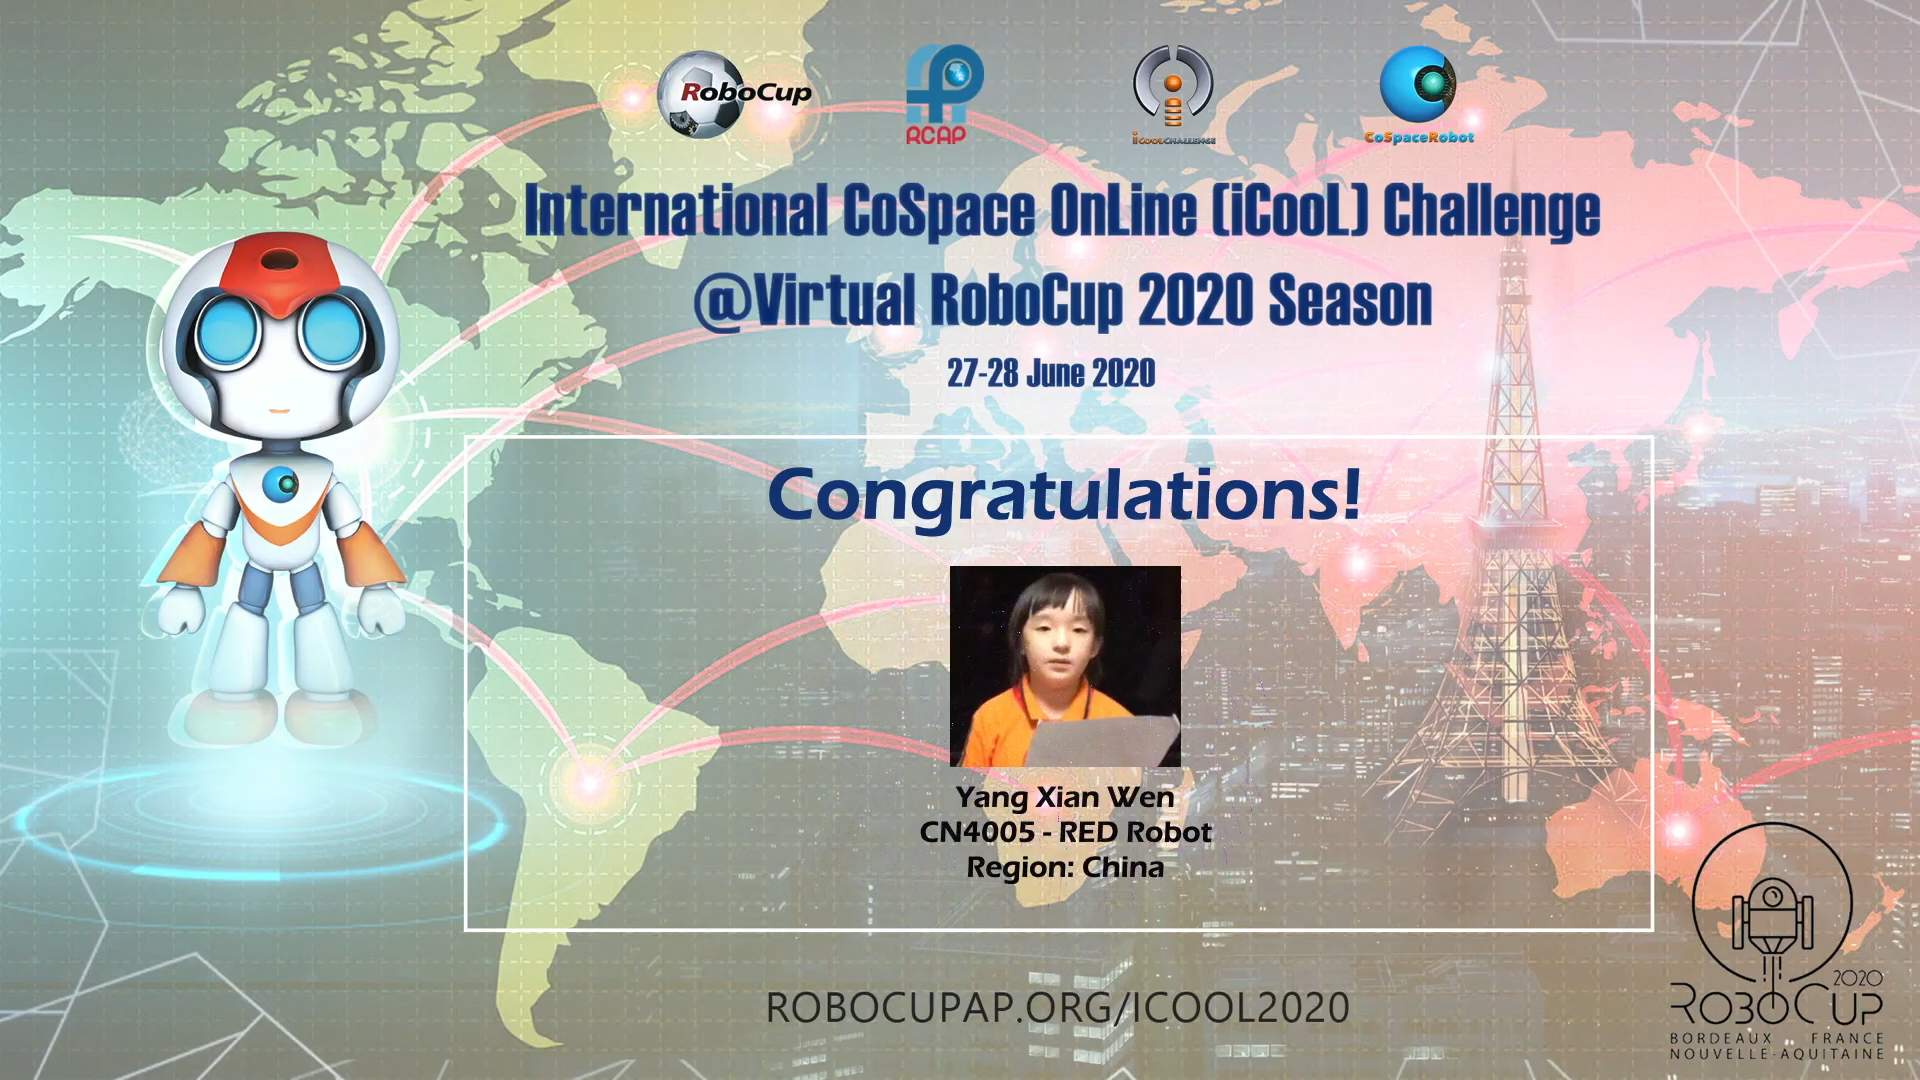 RoboCup
RCAP
iCOOLCHALLENGE
CoSpaceRobot
International CoSpace OnLine (iCooL) Challenge
@Virtual RoboCup 2020 Season
27-28 June 2020
Congratulations!
Yang Xian Wen
CN4005 - RED Robot
Region: China
ROBOCUPAP.ORG/ICOOL2020
2020
ROBOCUP
BORDEAUX FRANCE
NOUVELLE-AQUITAINE